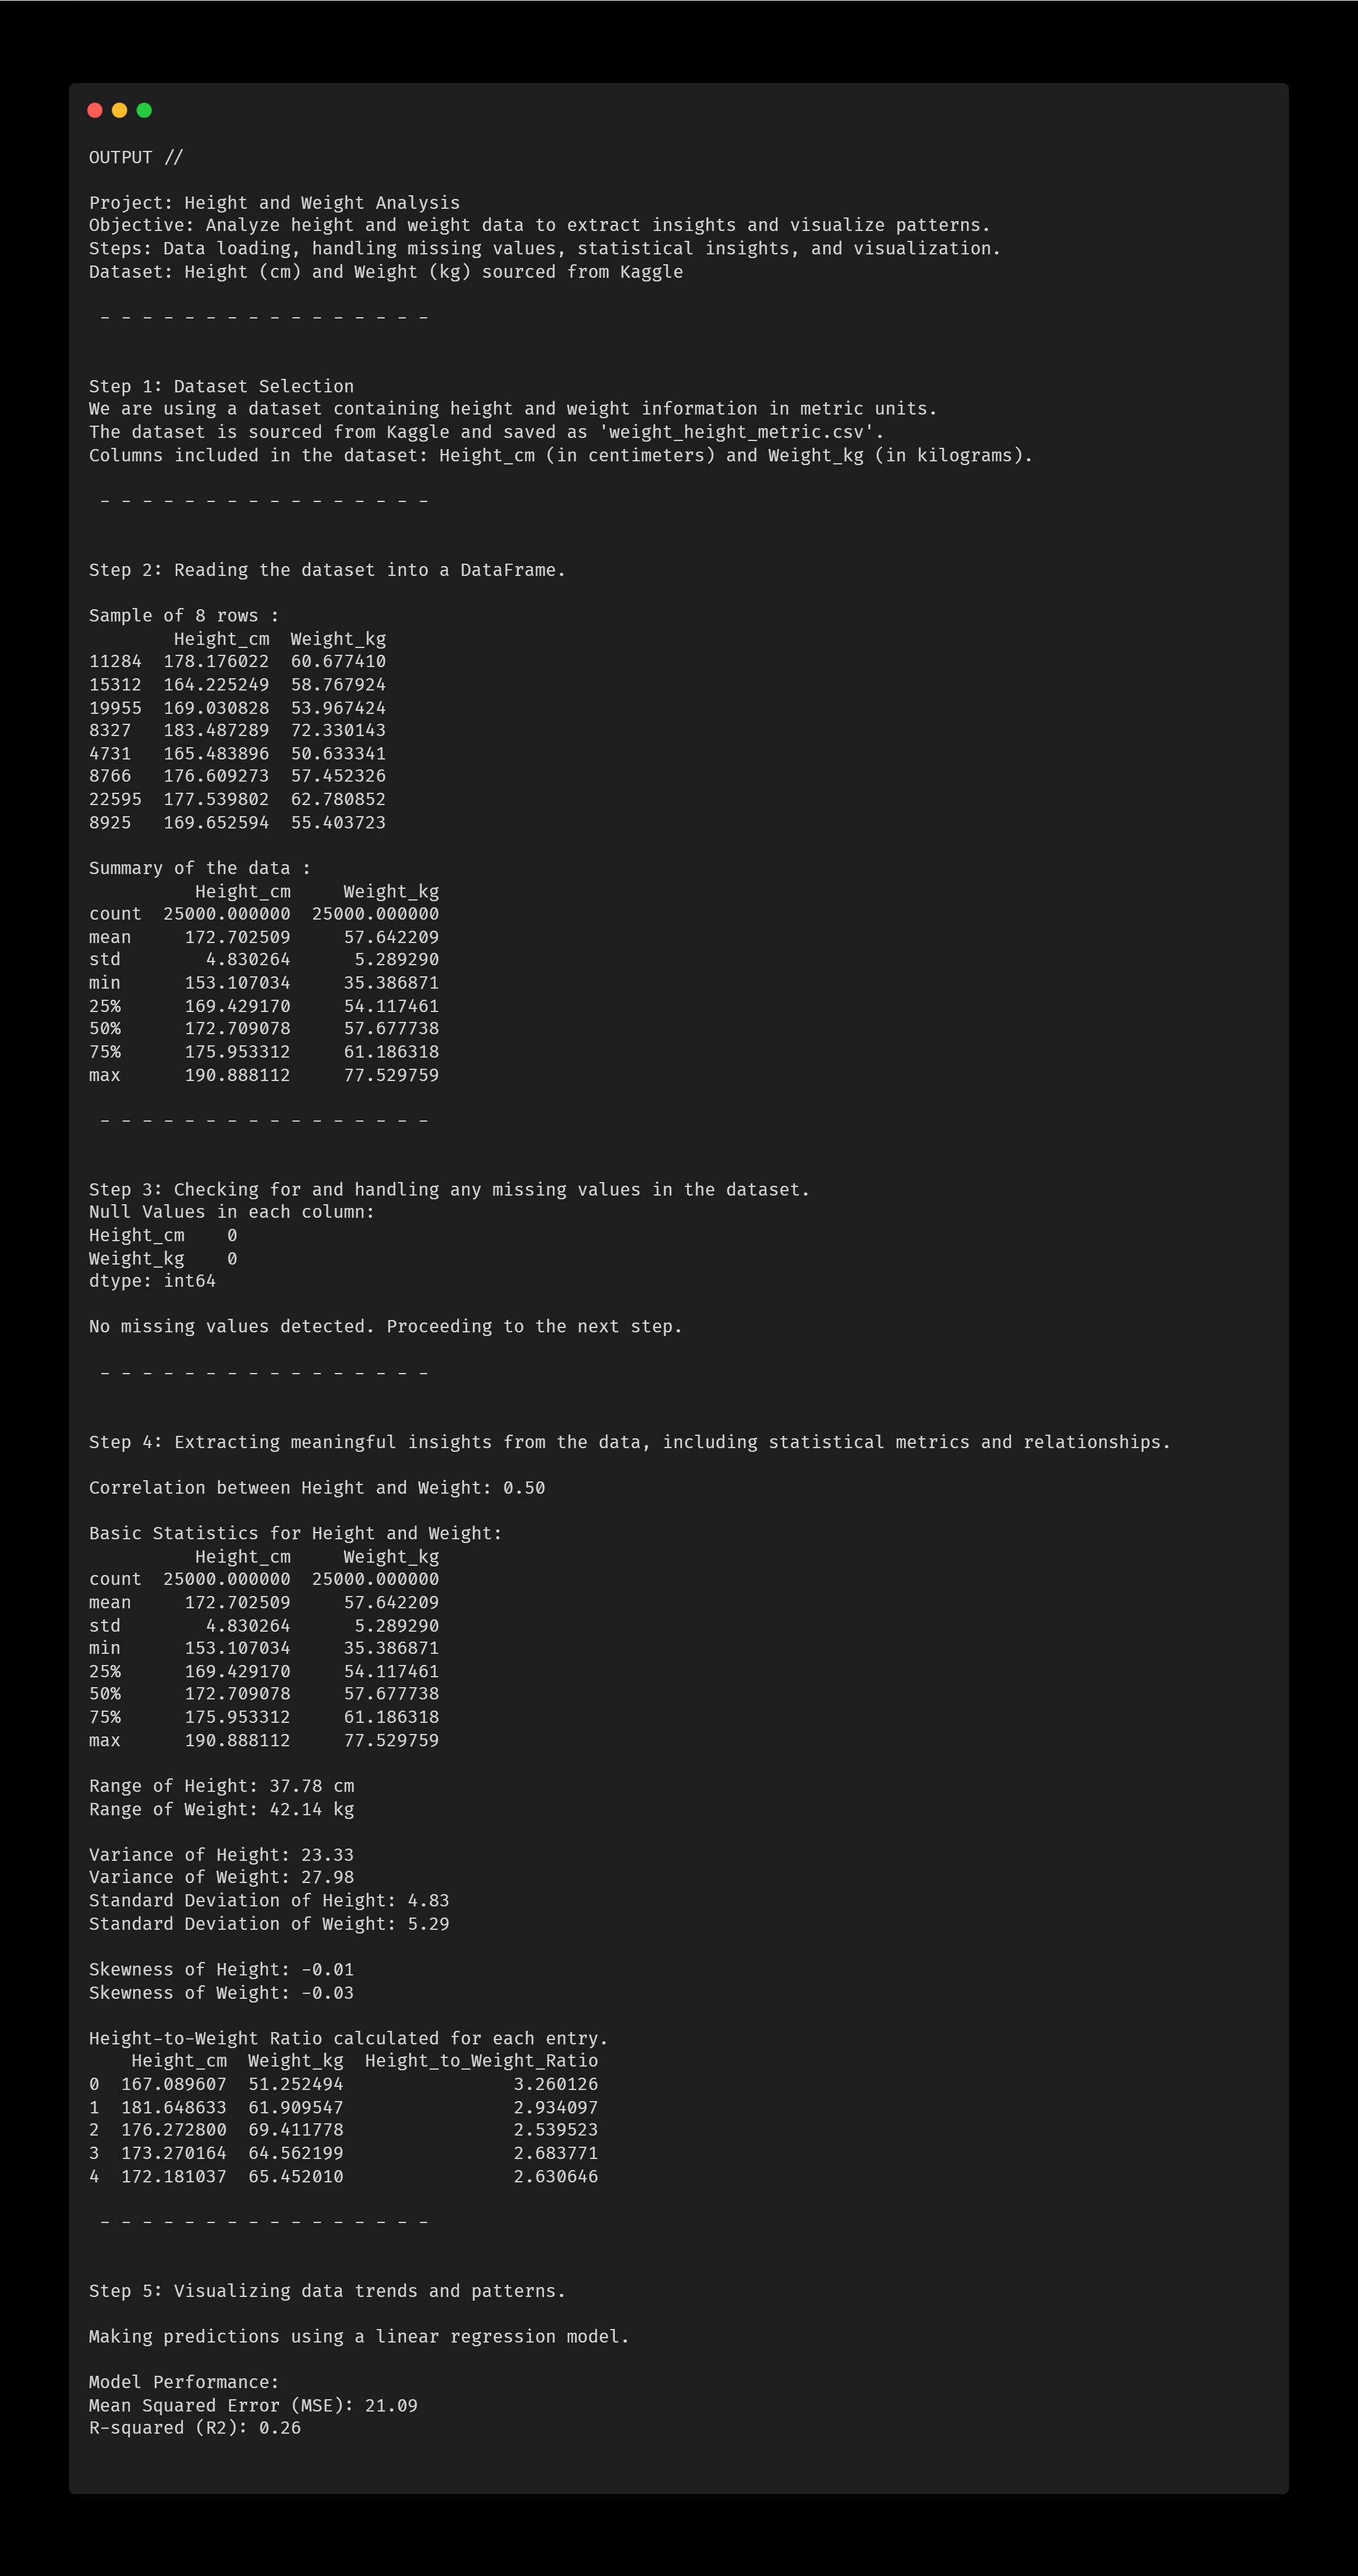 OUTPUT //
Project: Height and Weight Analysis
Objective: Analyze height and weight data to extract insights and visualize patterns.
Steps: Data loading, handling missing values, statistical insights, and visualization.
Dataset: Height (cm) and Weight (kg) sourced from Kaggle
- - - - - - - - - - - - - - - -
Step 1: Dataset Selection
We are using a dataset containing height and weight information in metric units.
The dataset is sourced from Kaggle and saved as 'weight_height_metric.csv'.
Columns included in the dataset: Height_cm (in centimeters) and Weight_kg (in kilograms).
- - - - - - - - - - - - - - - -
Step 2: Reading the dataset into a DataFrame.
Sample of 8 rows :
Height_cm  Weight_kg
11284  178.176022  60.677410
15312  164.225249  58.767924
19955  169.030828  53.967424
8327   183.487289  72.330143
4731   165.483896  50.633341
8766   176.609273  57.452326
22595  177.539802  62.780852
8925   169.652594  55.403723
Summary of the data :
Height_cm     Weight_kg
count  25000.000000  25000.000000
mean     172.702509     57.642209
std        4.830264      5.289290
min      153.107034     35.386871
25%      169.429170     54.117461
50%      172.709078     57.677738
75%      175.953312     61.186318
max      190.888112     77.529759
- - - - - - - - - - - - - - - -
Step 3: Checking for and handling any missing values in the dataset.
Null Values in each column:
Height_cm    0
Weight_kg    0
dtype: int64
No missing values detected. Proceeding to the next step.
- - - - - - - - - - - - - - - -
Step 4: Extracting meaningful insights from the data, including statistical metrics and relationships.
Correlation between Height and Weight: 0.50
Basic Statistics for Height and Weight:
Height_cm     Weight_kg
count  25000.000000  25000.000000
mean     172.702509     57.642209
std        4.830264      5.289290
min      153.107034     35.386871
25%      169.429170     54.117461
50%      172.709078     57.677738
75%      175.953312     61.186318
max      190.888112     77.529759
Range of Height: 37.78 cm
Range of Weight: 42.14 kg
Variance of Height: 23.33
Variance of Weight: 27.98
Standard Deviation of Height: 4.83
Standard Deviation of Weight: 5.29
Skewness of Height: -0.01
Skewness of Weight: -0.03
Height-to-Weight Ratio calculated for each entry.
Height_cm  Weight_kg  Height_to_Weight_Ratio
0  167.089607  51.252494                3.260126
1  181.648633  61.909547                2.934097
2  176.272800  69.411778                2.539523
3  173.270164  64.562199                2.683771
4  172.181037  65.452010                2.630646
- - - - - - - - - - - - - - - -
Step 5: Visualizing data trends and patterns.
Making predictions using a linear regression model.
Model Performance:
Mean Squared Error (MSE): 21.09
R-squared (R2): 0.26